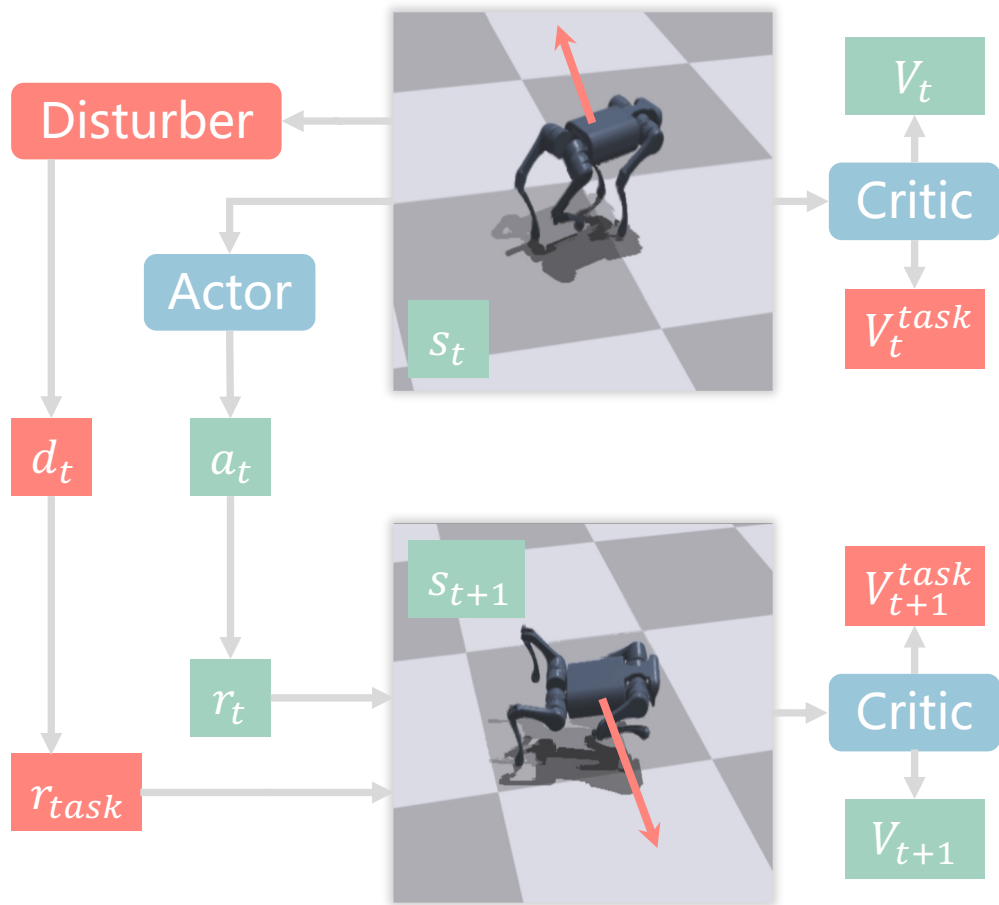 Disturber
Actor
d_t
a_t
r_t
r_{task}
s_t
s_{t+1}
V_t
Critic
V_t^{task}
V_{t+1}^{task}
Critic
V_{t+1}